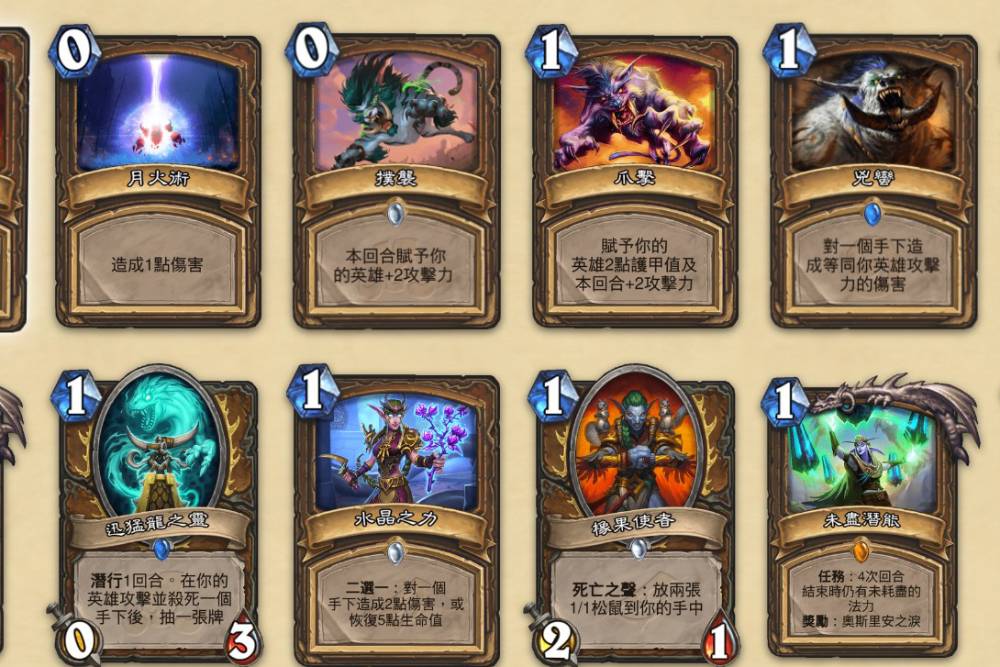 0
月火術
造成1點傷害
0
撲襲
本回合賦予你
的英雄+2攻擊力
1
爪擊
賦予你的
英雄2點護甲值及
本回合+2攻擊力
1
兇蠻
對一個手下造
成等同你英雄攻擊
力的傷害
1
迅猛龍之靈
潛行1回合。在你的
英雄攻擊並殺死一個
手下後，抽一張牌
0
3
1
水晶之力
二選一：對一個
手下造成2點傷害，或
恢復5點生命值
1
橡果使者
死亡之聲：放兩張
1/1松鼠到你的手中
2
1
1
未盡潛能
任務：4次回合
結束時仍有未耗盡的
法力
獎勵：奧斯里安之淚